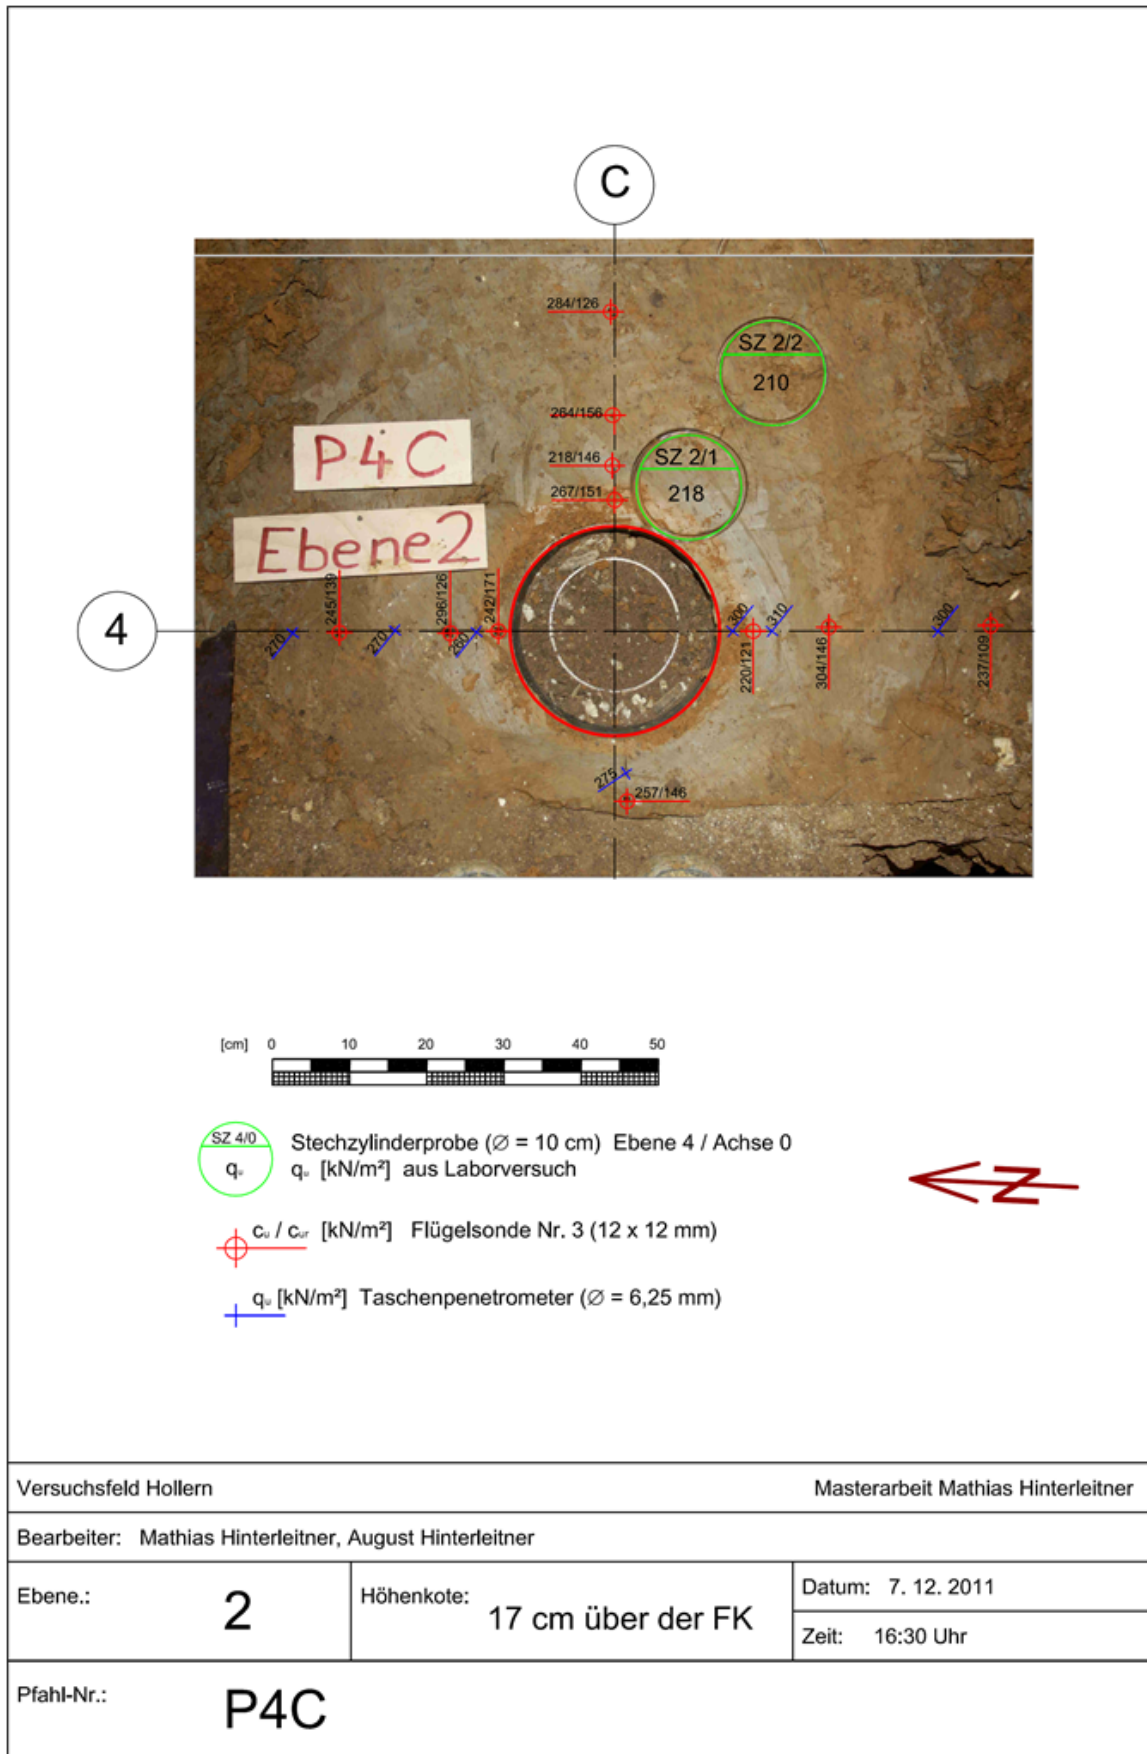 C
284/126
SZ 2/2
210
264/156
218/146
SZ 2/1
267/151
218
P4C
Ebene2
4
270
245/139
270
296/126
260
242/171
300
220/121
310
304/146
300
237/109
275
257/146
[cm] 0 10 20 30 40 50
SZ 4/0
qu
Stechzylinderprobe (∅ = 10 cm) Ebene 4 / Achse 0
qu [kN/m²] aus Laborversuch
Z
cu / cur [kN/m²] Flügelsonde Nr. 3 (12 x 12 mm)
qu [kN/m²] Taschenpenetrometer (∅ = 6,25 mm)
Versuchsfeld Hollern
Masterarbeit Mathias Hinterleitner
Bearbeiter: Mathias Hinterleitner, August Hinterleitner
Ebene.: 2
Höhenkote: 17 cm über der FK
Datum: 7. 12. 2011
Zeit: 16:30 Uhr
Pfahl-Nr.: P4C